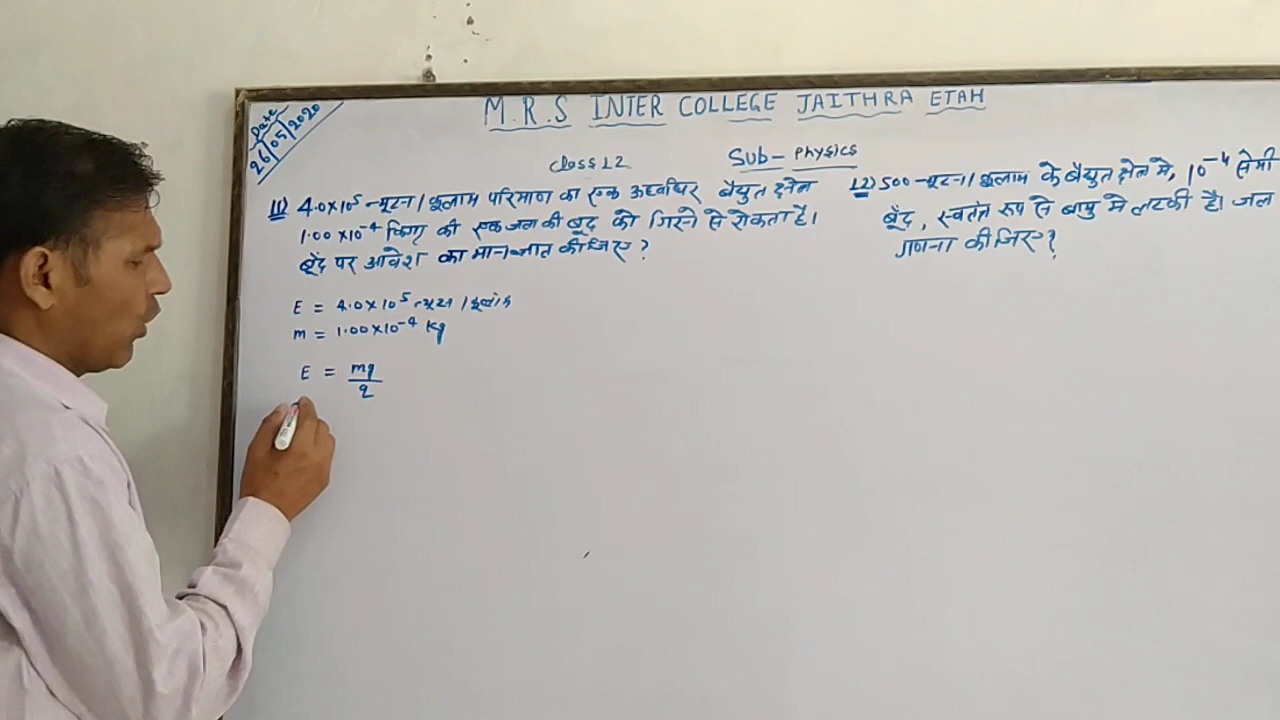 M.R.S INTER COLLEGE JAITHRA ETAH
Date
26/05/2020
Class 12 Sub- Physics
11) 4.0×10⁵ न्यूटन/कूलाम परिमाण का एक ऊर्ध्वाधर वैद्युत क्षेत्र
1.00×10⁻⁴ किग्रा की एक जल की बूंद को गिरने से रोकता है।
बूंद पर आवेश का मान ज्ञात कीजिए?
E = 4.0×10⁵ न्यूटन/कूलॉम
m = 1.00×10⁻⁴ kg
E = mg/q
12) 500 न्यूटन/कूलाम के वैद्युत क्षेत्र मे, 10⁻⁴ सेमी
बूंद, स्वतंत्र रूप से वायु मे लटकी है। जल
गणना कीजिए?